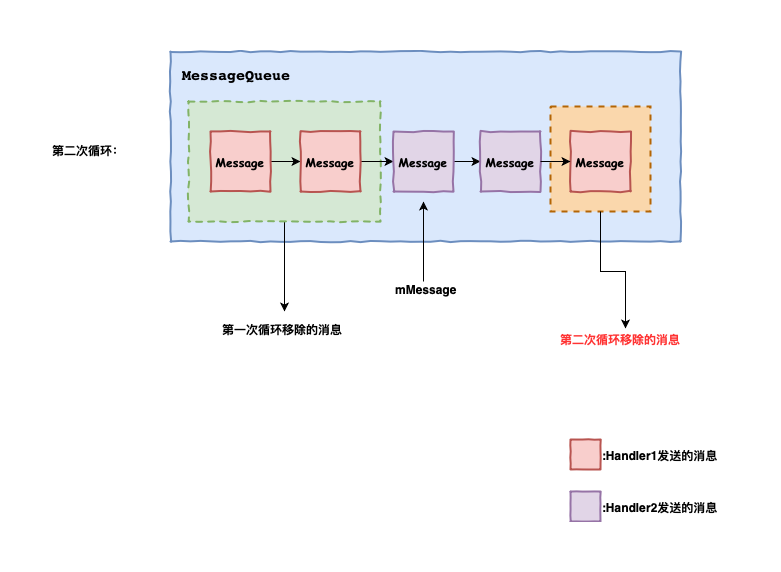 MessageQueue
第二次循环：
Message
Message
Message
Message
Message
mMessage
第一次循环移除的消息
第二次循环移除的消息
:Handler1发送的消息
:Handler2发送的消息